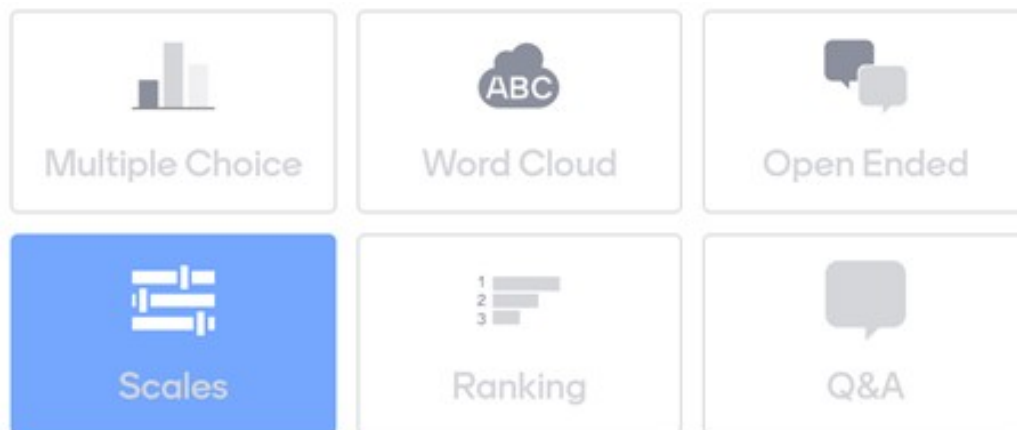 Multiple Choice
ABC
Word Cloud
Open Ended
Scales
1
2
3
Ranking
Q&A